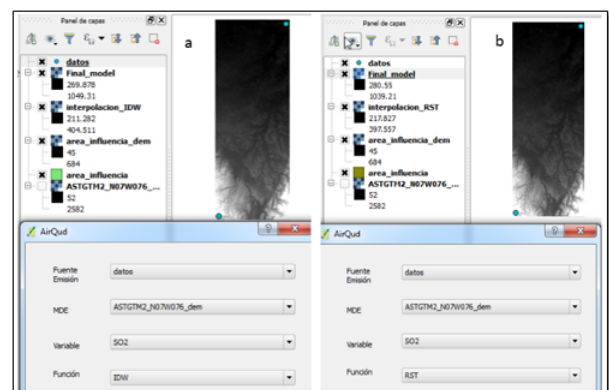 Panel de capas
a
datos
Final_model
269.878
1049.31
interpolacion_IDW
211.282
404.511
area_influencia_dem
45
684
area_influencia
ASTGTM2_N07W076_...
52
2582
AirQud
Fuente Emisión
datos
MDE
ASTGTM2_N07W076_dem
Variable
SO2
Función
IDW
Panel de capas
b
datos
Final_model
280.55
1039.21
interpolacion_RST
217.827
397.557
area_influencia_dem
45
684
area_influencia
ASTGTM2_N07W076_...
52
2582
AirQud
Fuente Emisión
datos
MDE
ASTGTM2_N07W076_dem
Variable
SO2
Función
RST